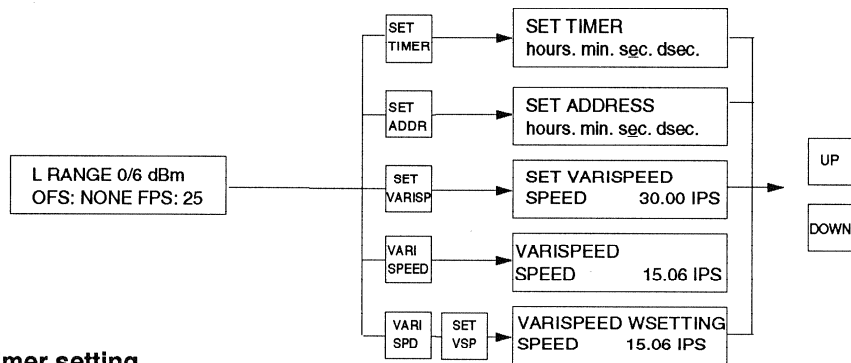 SET
TIMER
SET TIMER
hours. min. sec. dsec.
SET
ADDR
SET ADDRESS
hours. min. sec. dsec.
L RANGE 0/6 dBm
OFS: NONE FPS: 25
SET
VARISP
SET VARISPEED
SPEED 30.00 IPS
UP
DOWN
VARI
SPEED
VARISPEED
SPEED 15.06 IPS
VARI
SPD
SET
VSP
VARISPEED WSETTING
SPEED 15.06 IPS
mer setting